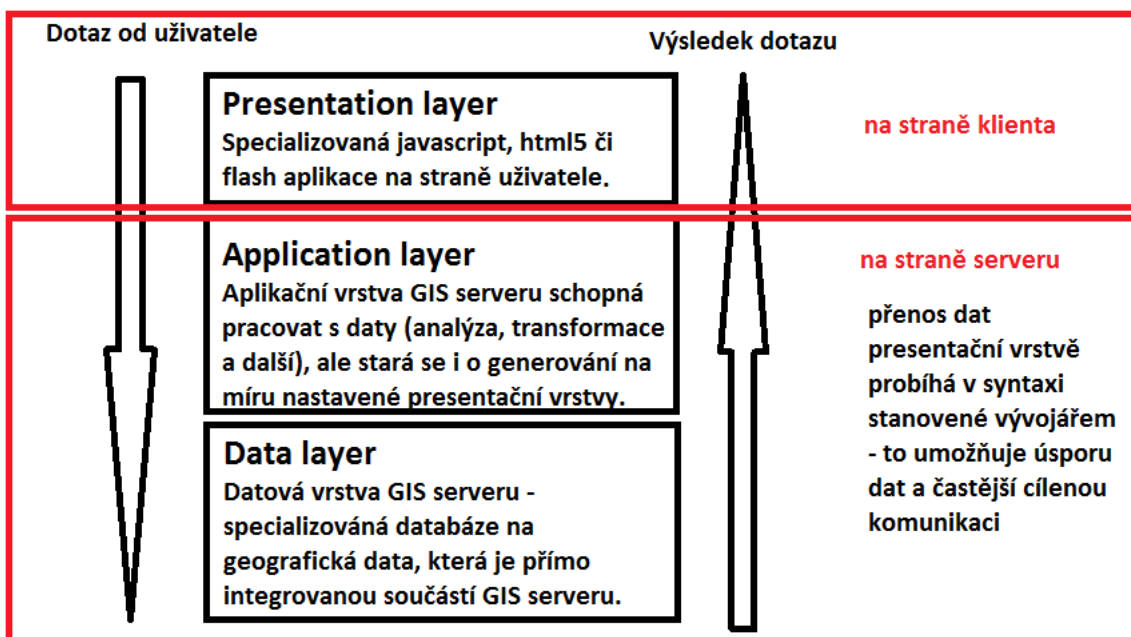 Dotaz od uživatele
Výsledek dotazu
Presentation layer
Specializovaná javascript, html5 či
flash aplikace na straně uživatele.
na straně klienta
Application layer
Aplikační vrstva GIS serveru schopná
pracovat s daty (analýza, transformace
a další), ale stará se i o generování na
míru nastavené presentační vrstvy.
na straně serveru
přenos dat
presentační vrstvě
probíhá v syntaxi
stanovené vývojářem
- to umožňuje úsporu
dat a častější cílenou
komunikaci
Data layer
Datová vrstva GIS serveru -
specializováná databáze na
geografická data, která je přímo
integrovanou součástí GIS serveru.